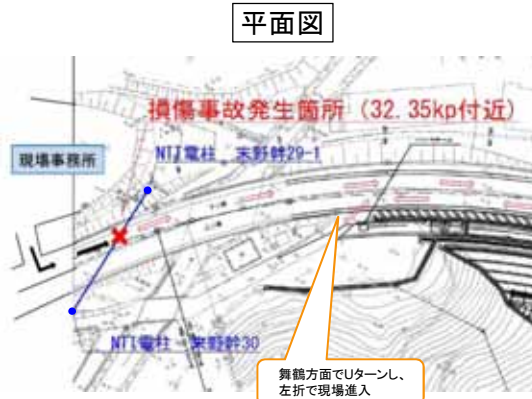 平面図
損傷事故発生箇所（32.35kp付近）
現場事務所
NTT電柱 末野幹29-1
NTT電柱 末野幹30
舞鶴方面でUターンし、
左折で現場進入